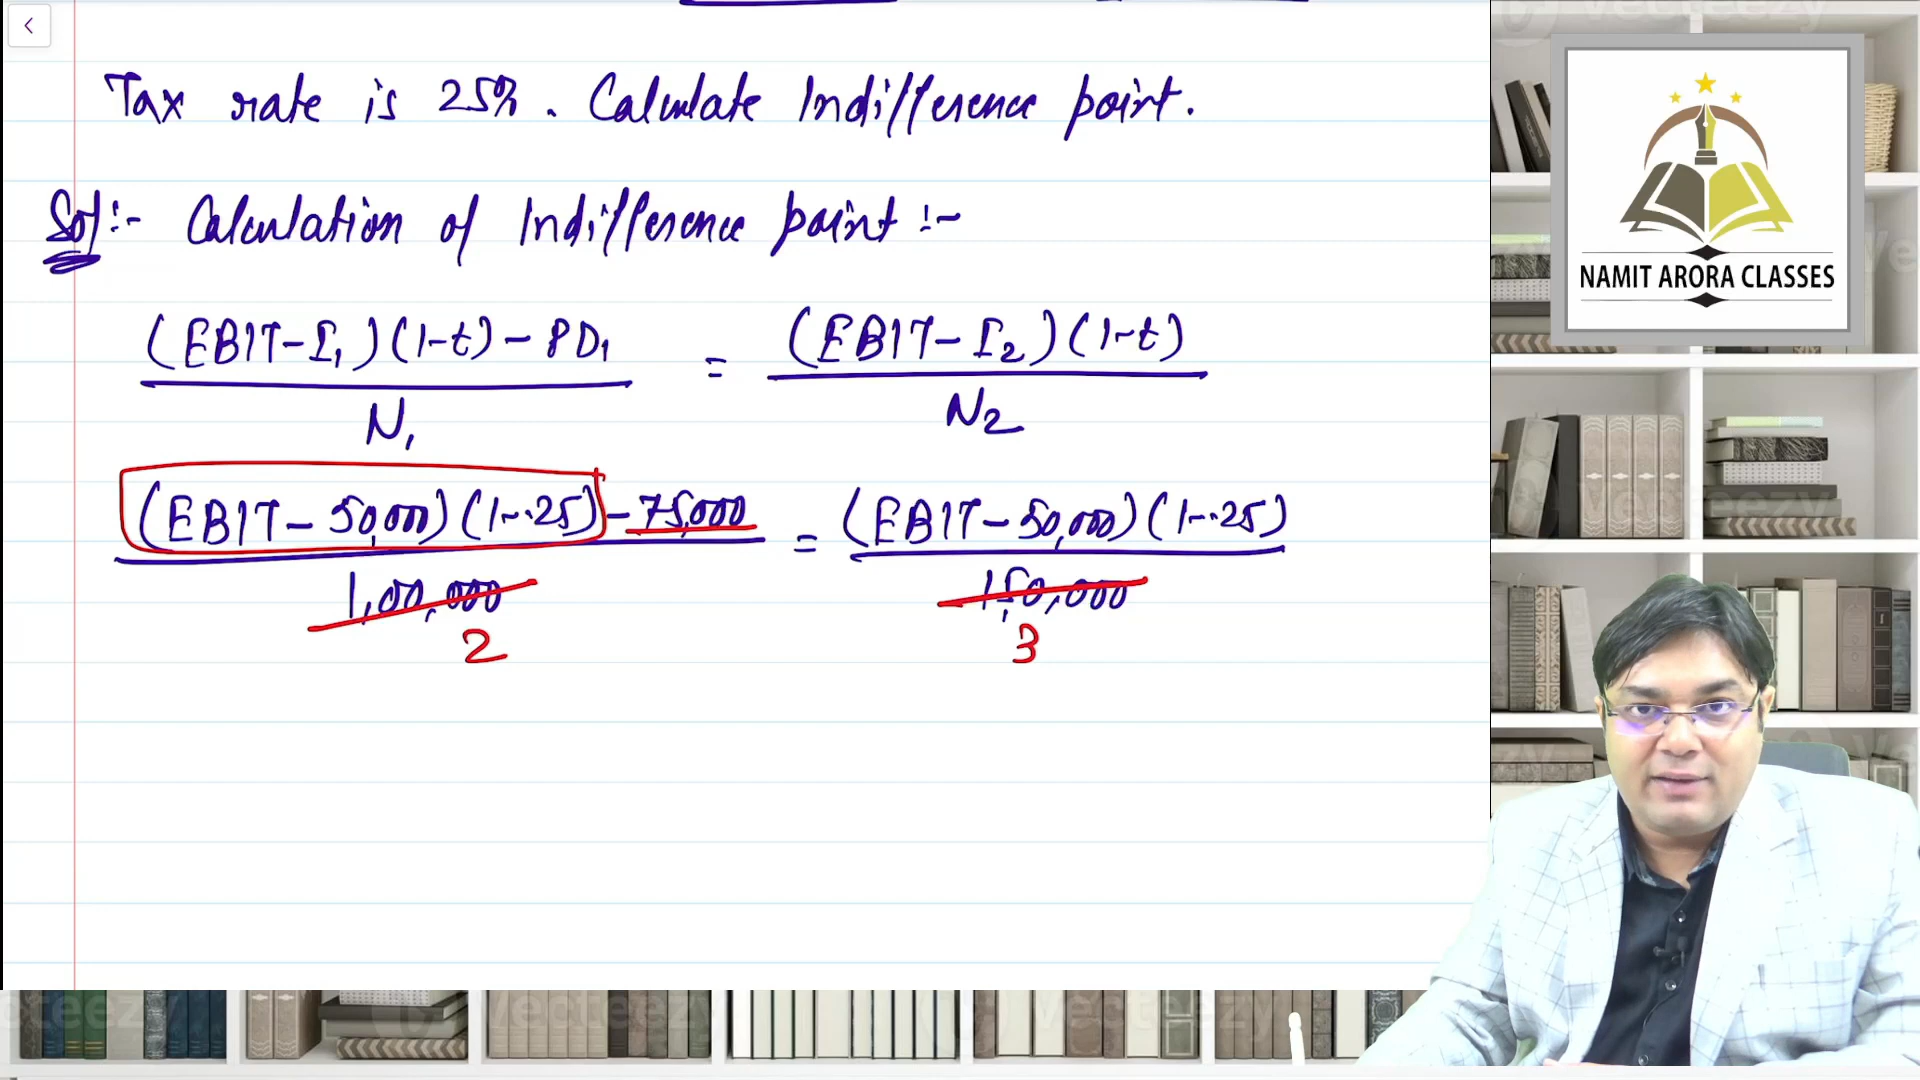 Tax rate is 25%. Calculate Indifference point.
Sol:- Calculation of Indifference point :-
(EBIT-I1)(1-t)-PD1 = (EBIT-I2)(1-t)
N1 N2
(EBIT-50,000)(1-.25)-75,000 = (EBIT-50,000)(1-.25)
1,00,000 1,50,000
2 3
NAMIT ARORA CLASSES
vecteezy